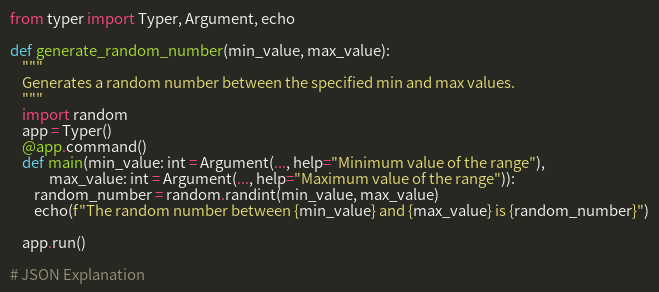 from typer import Typer, Argument, echo
def generate_random_number(min_value, max_value):
"""
Generates a random number between the specified min and max values.
"""
import random
app = Typer()
@app.command()
def main(min_value: int = Argument(..., help="Minimum value of the range"),
max_value: int = Argument(..., help="Maximum value of the range")):
random_number = random.randint(min_value, max_value)
echo(f"The random number between {min_value} and {max_value} is {random_number}")
app.run()
# JSON Explanation